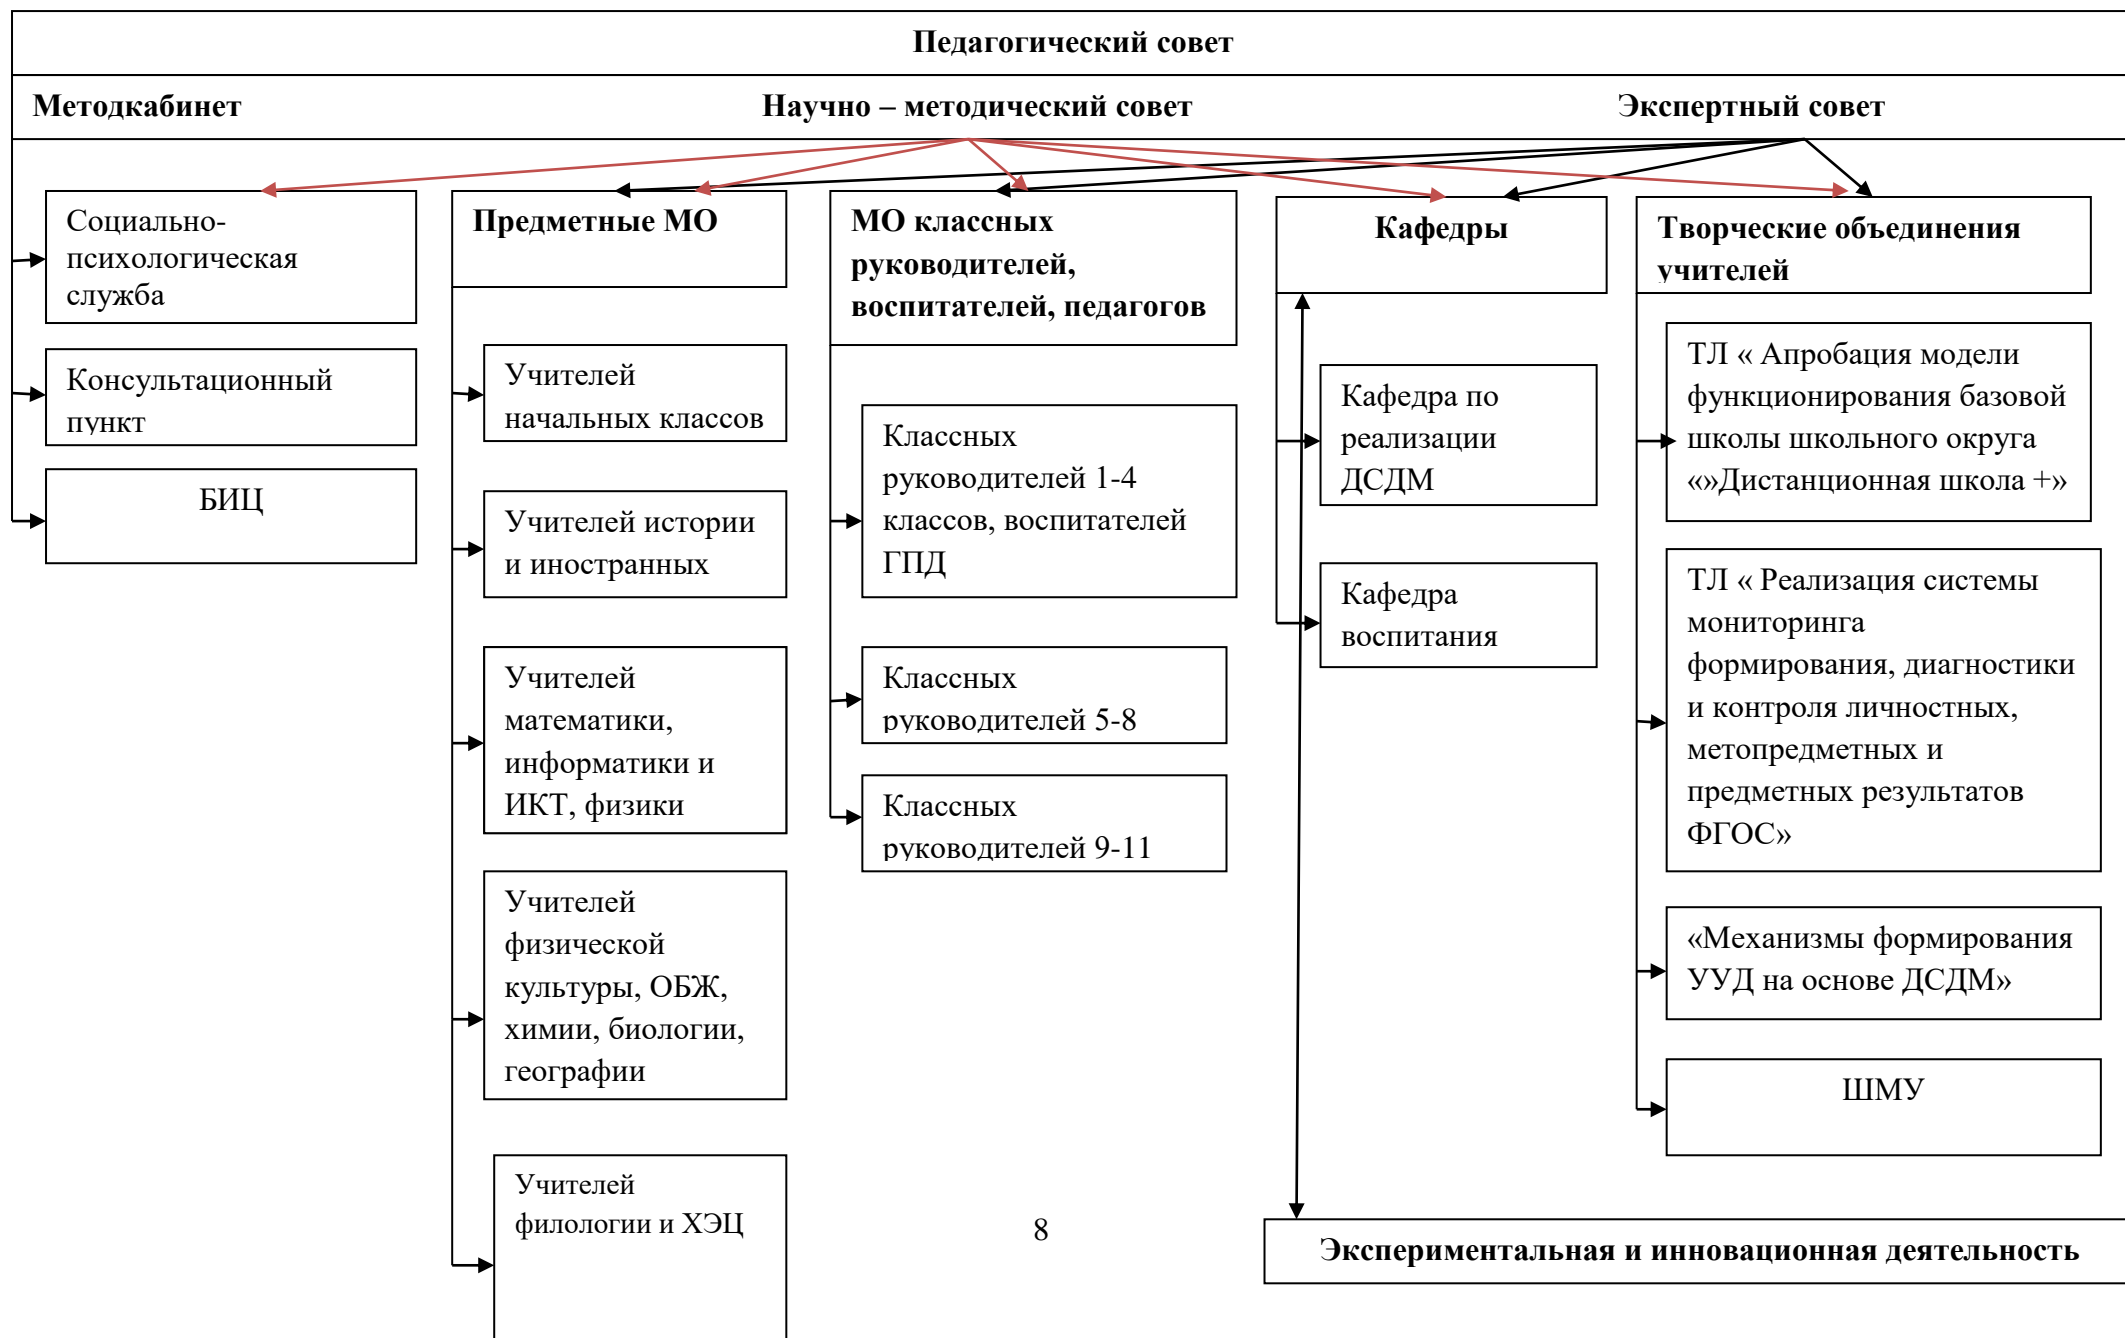 Педагогический совет
Методкабинет
Научно – методический совет
Экспертный совет
Социально-
психологическая
служба
Консультационный
пункт
БИЦ
Предметные МО
Учителей
начальных классов
Учителей истории
и иностранных
Учителей
математики,
информатики и
ИКТ, физики
Учителей
физической
культуры, ОБЖ,
химии, биологии,
географии
Учителей
филологии и ХЭЦ
МО классных
руководителей,
воспитателей, педагогов
Классных
руководителей 1-4
классов, воспитателей
ГПД
Классных
руководителей 5-8
Классных
руководителей 9-11
Кафедры
Кафедра по
реализации
ДСДМ
Кафедра
воспитания
Творческие объединения
учителей
ТЛ « Апробация модели
функционирования базовой
школы школьного округа
«»Дистанционная школа +»
ТЛ « Реализация системы
мониторинга
формирования, диагностики
и контроля личностных,
метопредметных и
предметных результатов
ФГОС»
«Механизмы формирования
УУД на основе ДСДМ»
ШМУ
Экспериментальная и инновационная деятельность
8